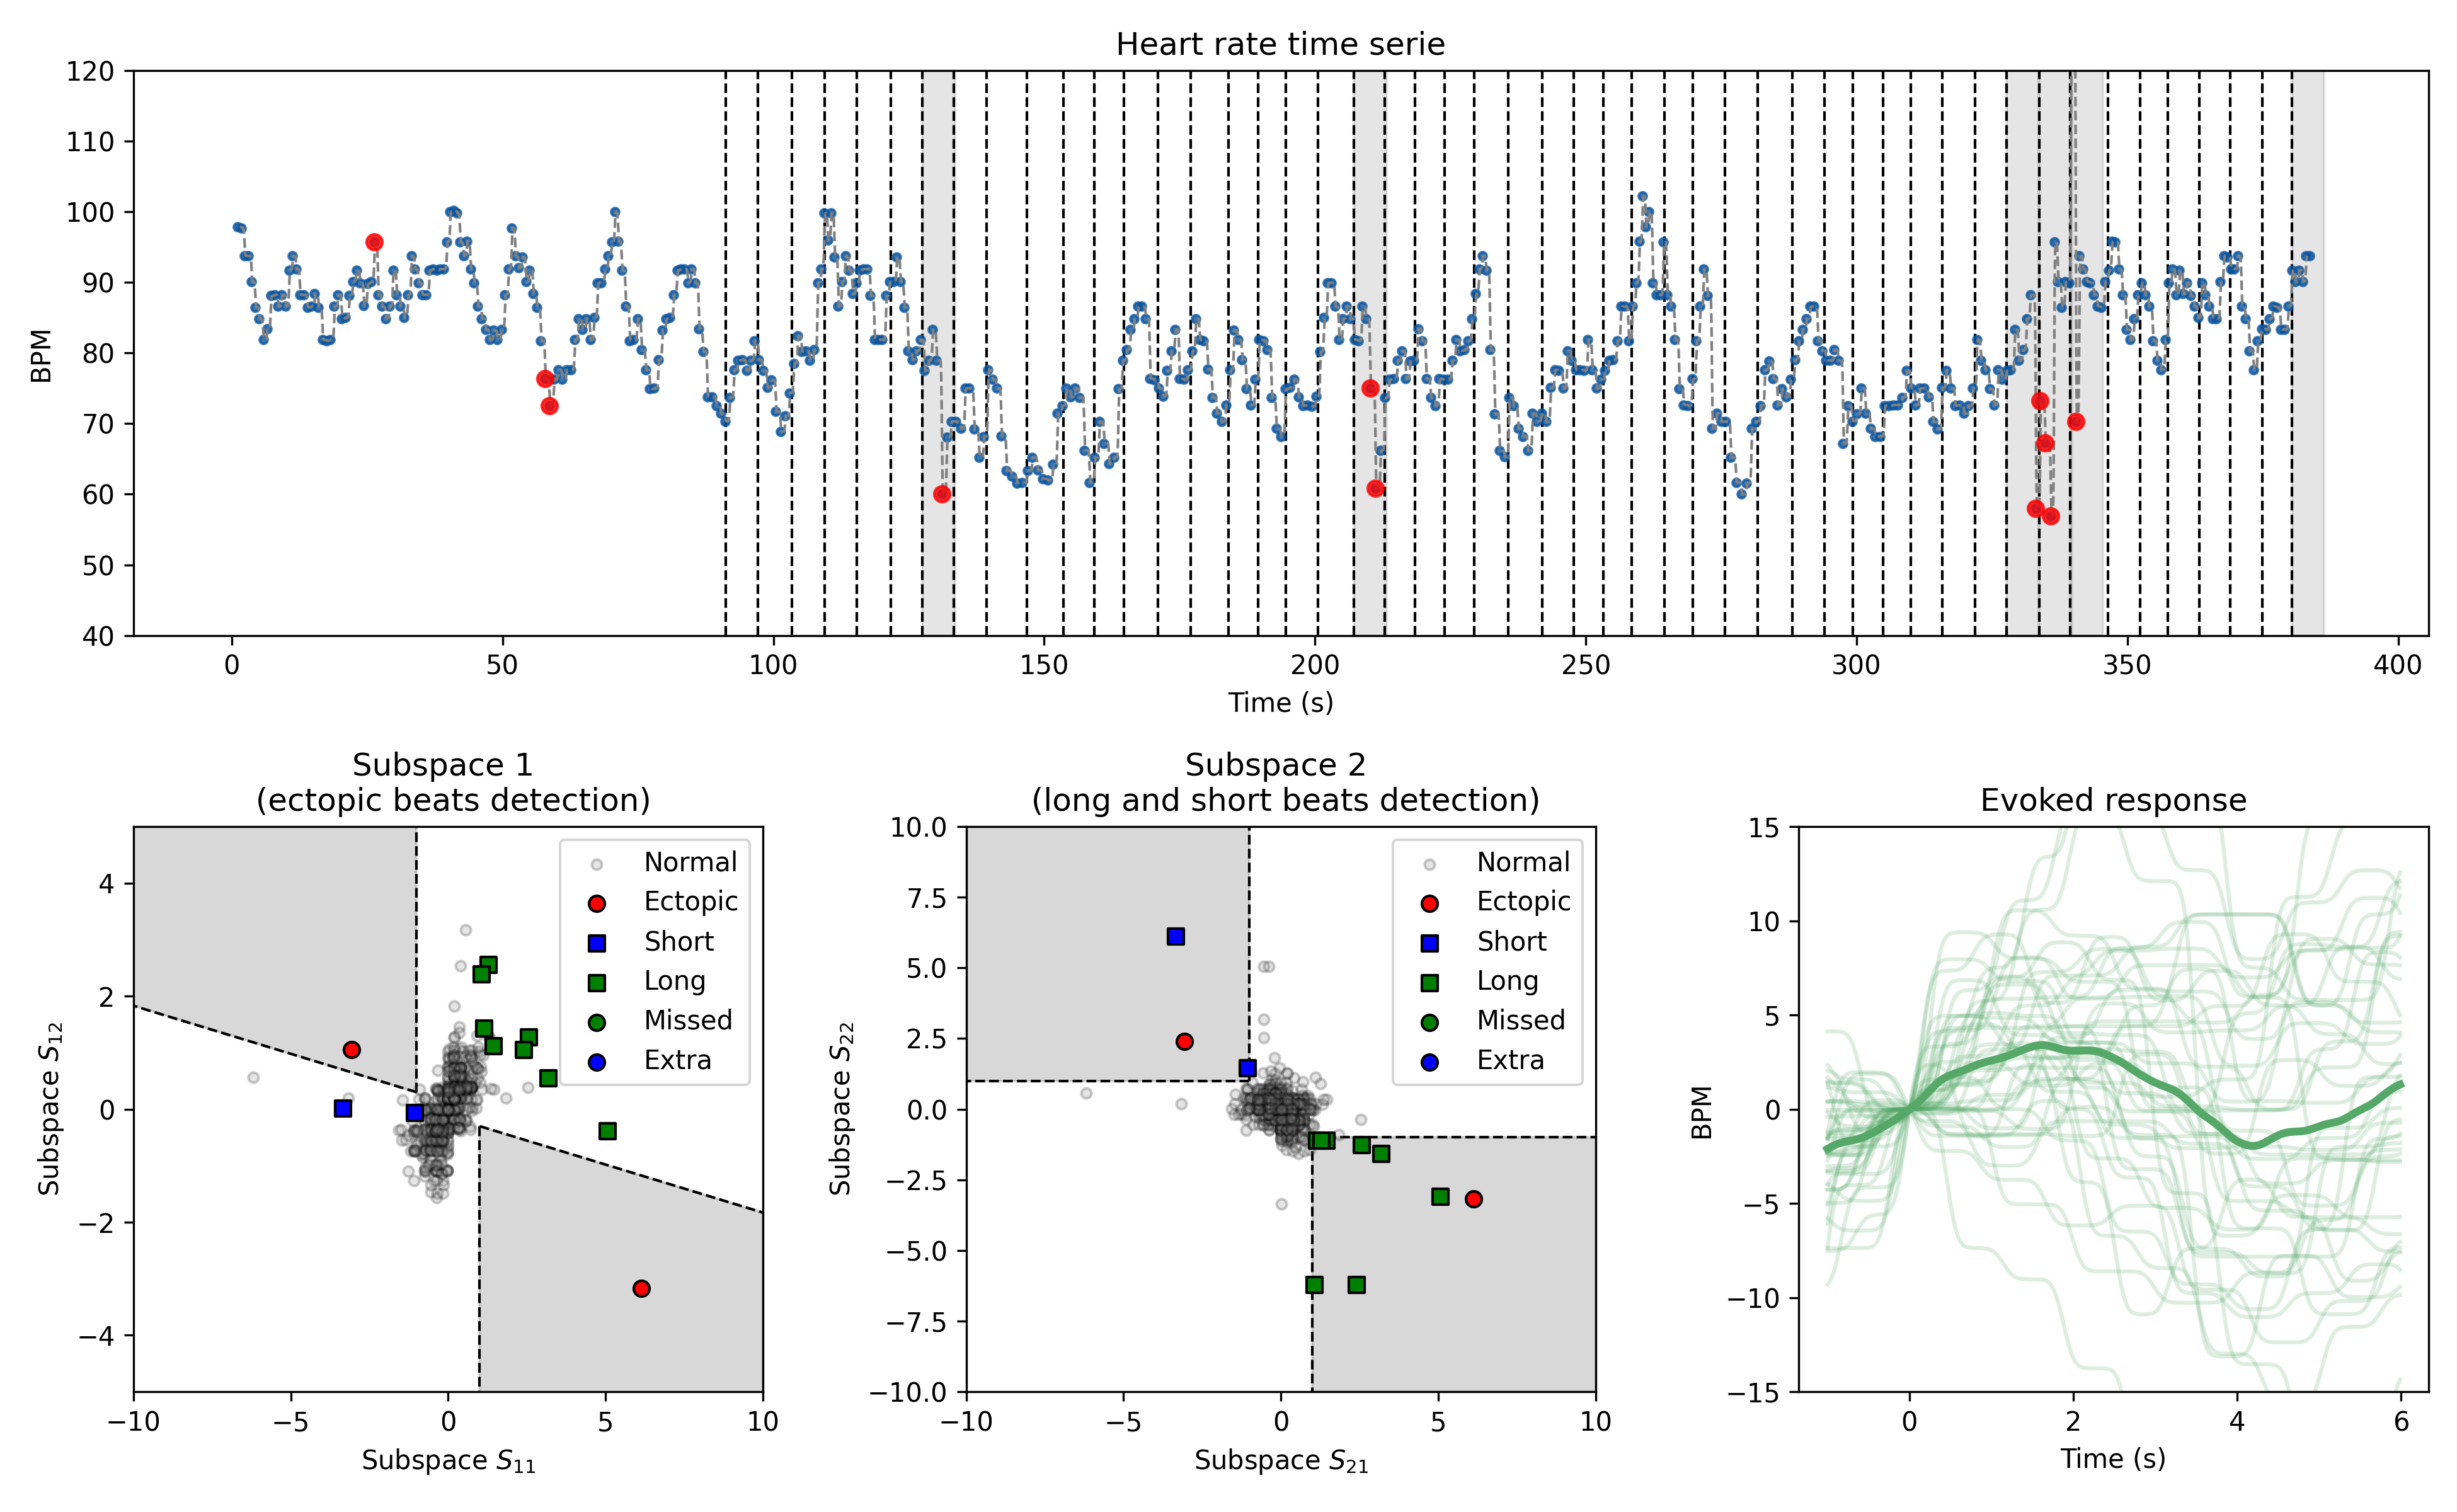 Heart rate time serie
120
110
100
90
80
70
60
50
40
BPM
0 50 100 150 200 250 300 350 400
Time (s)
Subspace 1
(ectopic beats detection)
4
2
0
−2
−4
Subspace S12
Normal
Ectopic
Short
Long
Missed
Extra
−10 −5 0 5 10
Subspace S11
Subspace 2
(long and short beats detection)
10.0
7.5
5.0
2.5
0.0
−2.5
−5.0
−7.5
−10.0
Subspace S22
Normal
Ectopic
Short
Long
Missed
Extra
−10 −5 0 5 10
Subspace S21
Evoked response
15
10
5
0
−5
−10
−15
BPM
0 2 4 6
Time (s)